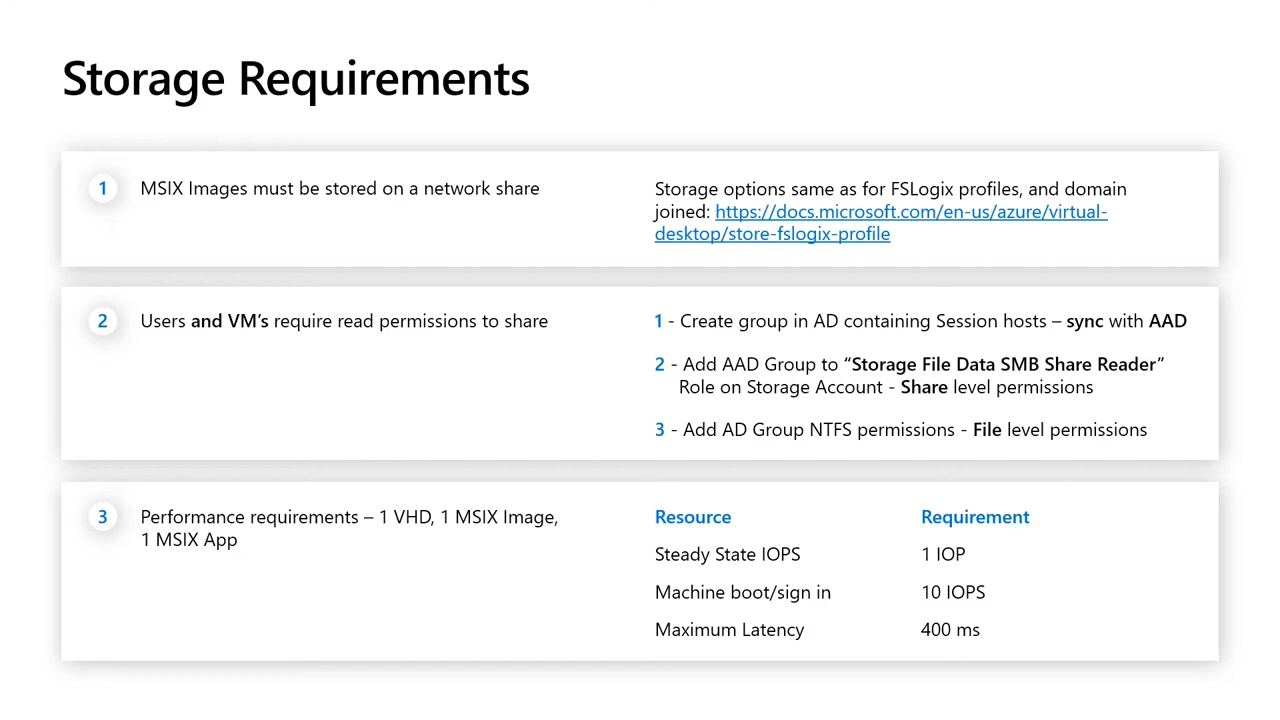 Storage Requirements
1
MSIX Images must be stored on a network share
Storage options same as for FSLogix profiles, and domain
joined: https://docs.microsoft.com/en-us/azure/virtual-
desktop/store-fslogix-profile
2
Users and VM’s require read permissions to share
1 - Create group in AD containing Session hosts – sync with AAD
2 - Add AAD Group to “Storage File Data SMB Share Reader”
Role on Storage Account - Share level permissions
3 - Add AD Group NTFS permissions - File level permissions
3
Performance requirements – 1 VHD, 1 MSIX Image,
1 MSIX App
Resource Requirement
Steady State IOPS 1 IOP
Machine boot/sign in 10 IOPS
Maximum Latency 400 ms